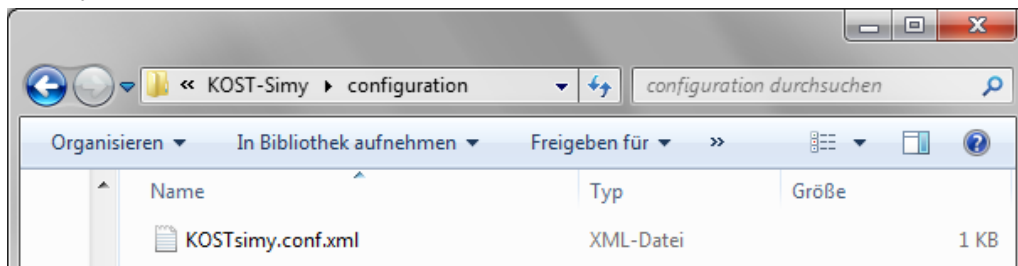 « KOST-Simy ▸ configuration configuration durchsuchen
Organisieren ▾ In Bibliothek aufnehmen ▾ Freigeben für ▾ »
Name Typ Größe
KOSTsimy.conf.xml XML-Datei 1 KB